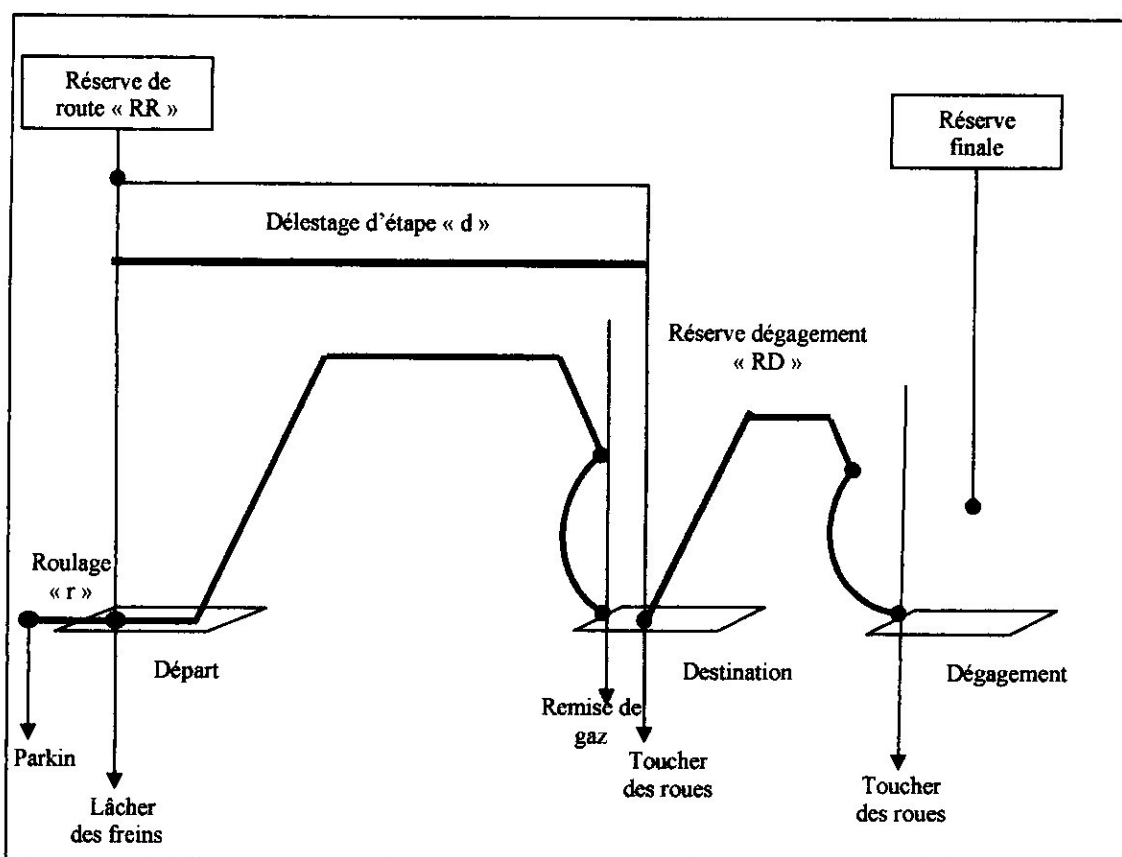 Réserve de
route « RR »
Réserve
finale
Délestage d'étape « d »
Réserve dégagement
« RD »
Roulage
« r »
Départ
Destination
Dégagement
Remise de
gaz
Parkin
Toucher
des roues
Toucher
des roues
Lâcher
des freins